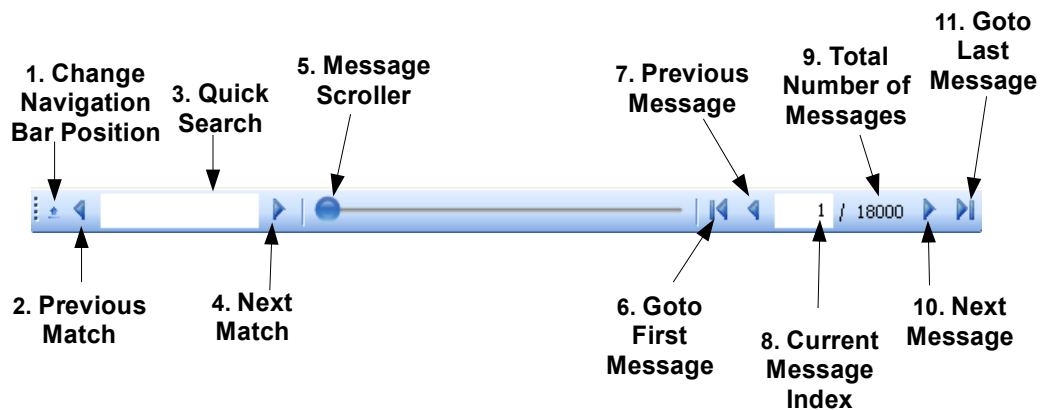 1. Change
Navigation
Bar Position
2. Previous
Match
3. Quick
Search
4. Next
Match
5. Message
Scroller
6. Goto
First
Message
7. Previous
Message
8. Current
Message
Index
9. Total
Number of
Messages
10. Next
Message
11. Goto
Last
Message
1 / 18000